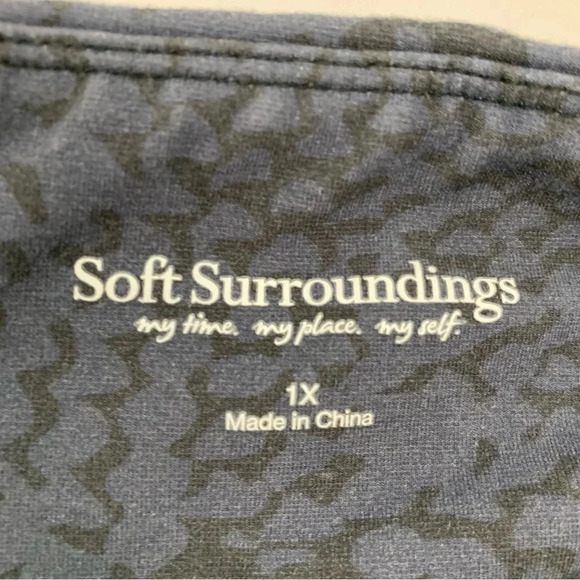 Soft Surroundings
my time. my place. my self.
1X
Made in China